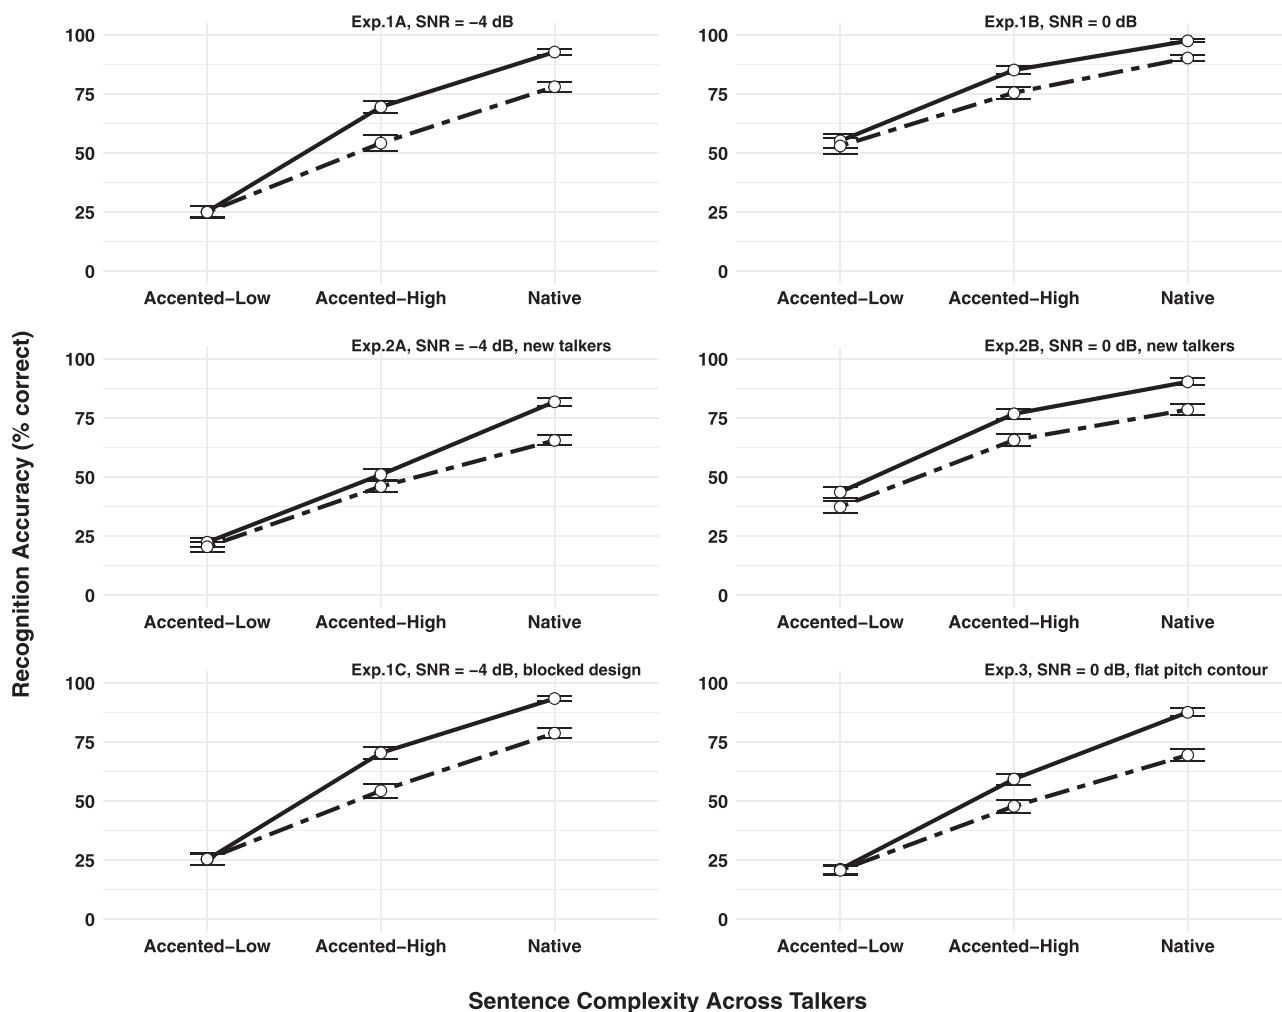 Exp.1A, SNR = −4 dB
100
75
50
25
0
Accented−Low Accented−High Native
Exp.1B, SNR = 0 dB
100
75
50
25
0
Accented−Low Accented−High Native
Recognition Accuracy (% correct)
Exp.2A, SNR = −4 dB, new talkers
100
75
50
25
0
Accented−Low Accented−High Native
Exp.2B, SNR = 0 dB, new talkers
100
75
50
25
0
Accented−Low Accented−High Native
Exp.1C, SNR = −4 dB, blocked design
100
75
50
25
0
Accented−Low Accented−High Native
Exp.3, SNR = 0 dB, flat pitch contour
100
75
50
25
0
Accented−Low Accented−High Native
Sentence Complexity Across Talkers